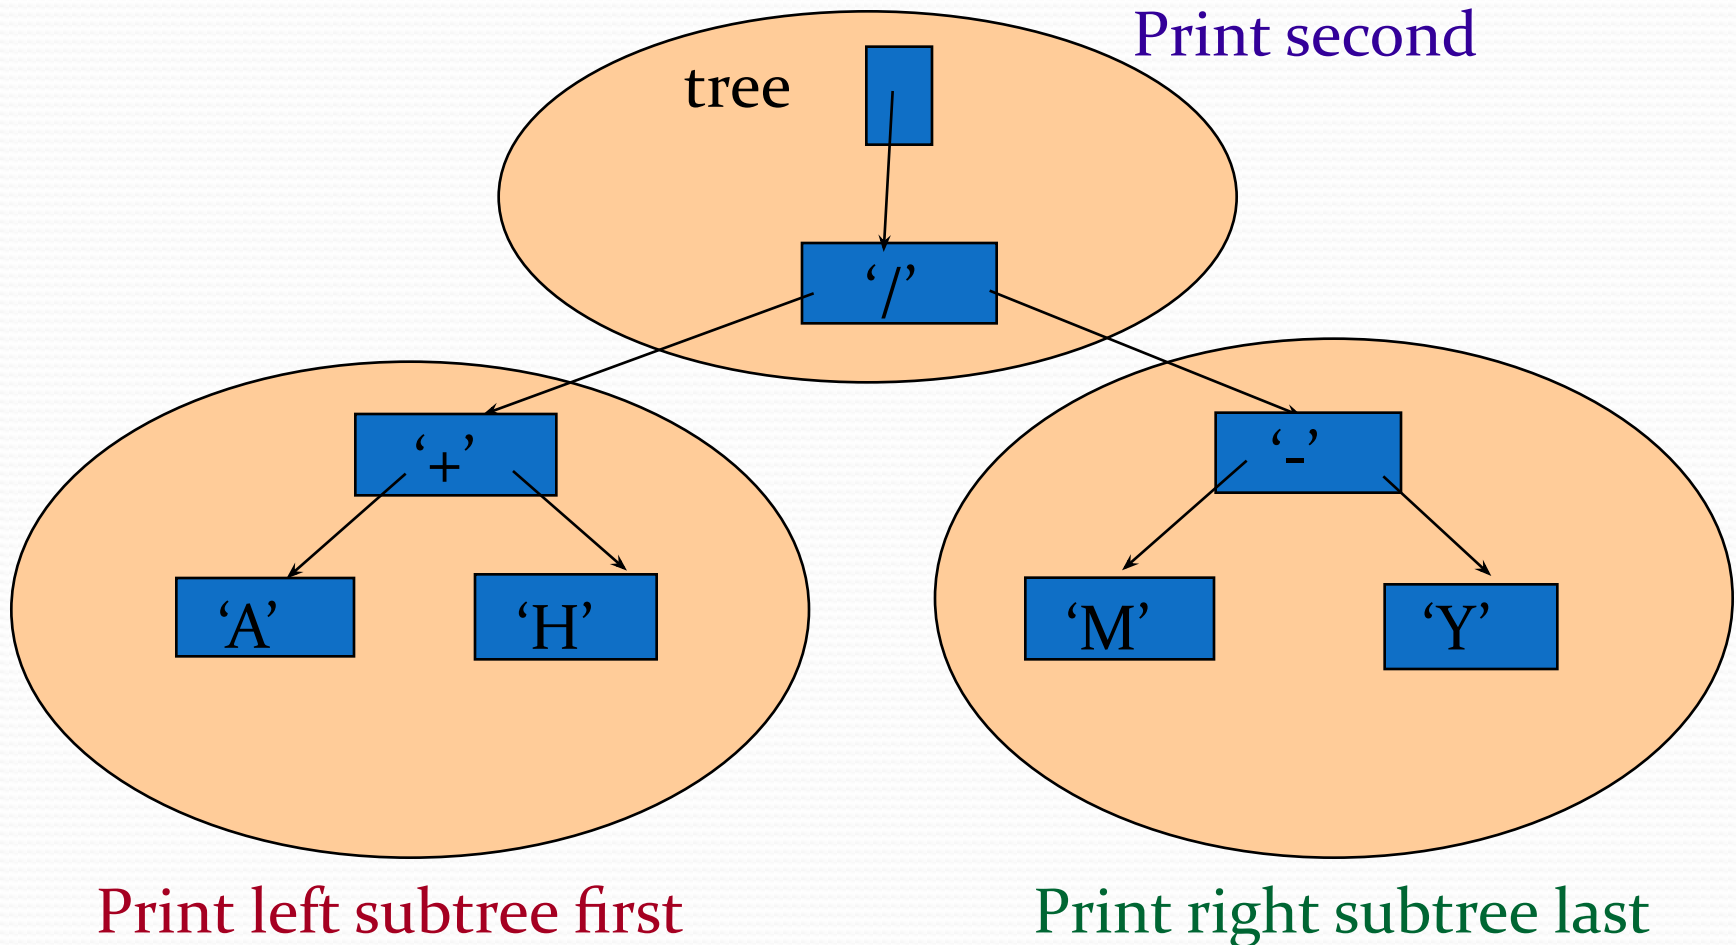 Print second
tree
‘/’
‘+’
‘-’
‘A’
‘H’
‘M’
‘Y’
Print left subtree first
Print right subtree last